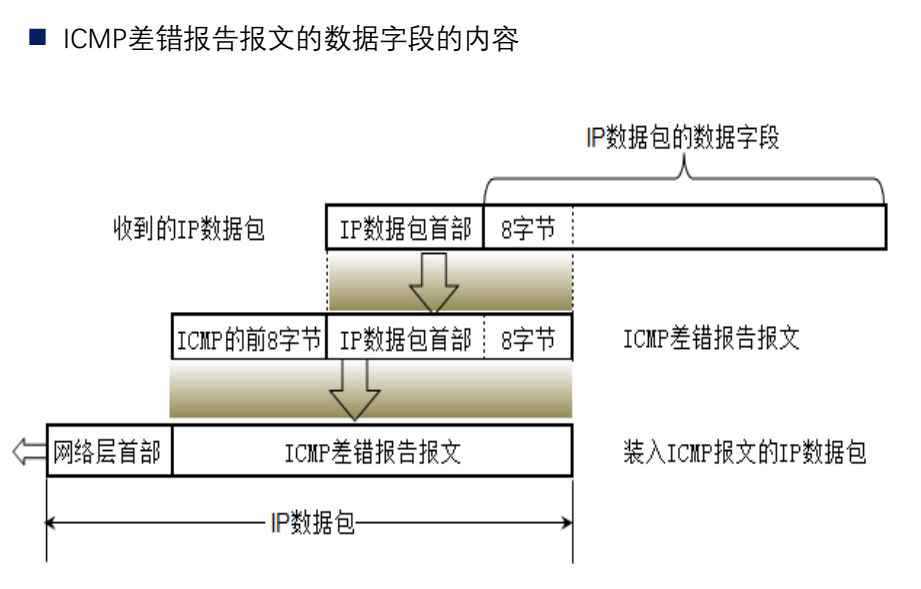 ICMP差错报告报文的数据字段的内容
IP数据包的数据字段
收到的IP数据包 IP数据包首部 8字节
ICMP的前8字节 IP数据包首部 8字节 ICMP差错报告报文
网络层首部 ICMP差错报告报文 装入ICMP报文的IP数据包
IP数据包